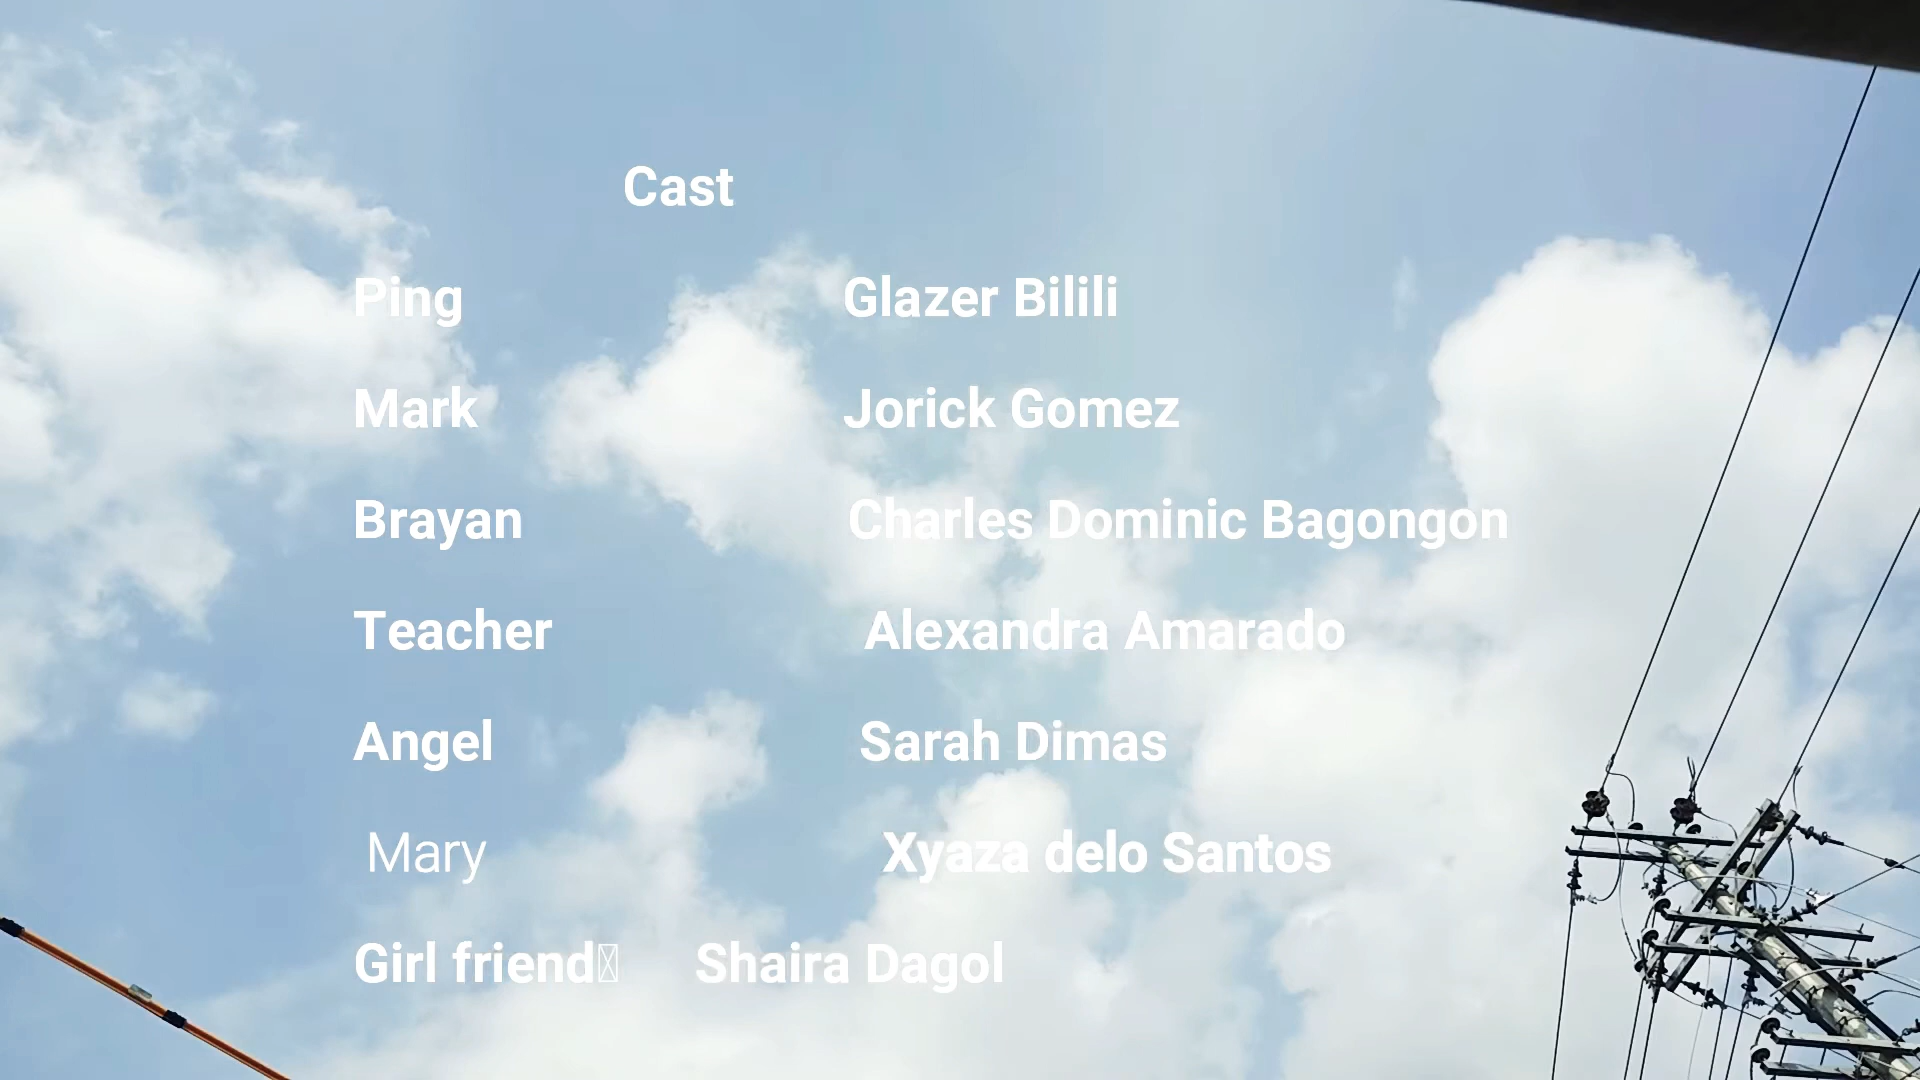 Cast
Ping Glazer Bilili
Mark Jorick Gomez
Brayan Charles Dominic Bagongon
Teacher Alexandra Amarado
Angel Sarah Dimas
Mary Xyaza delo Santos
Girl friend Shaira Dagol